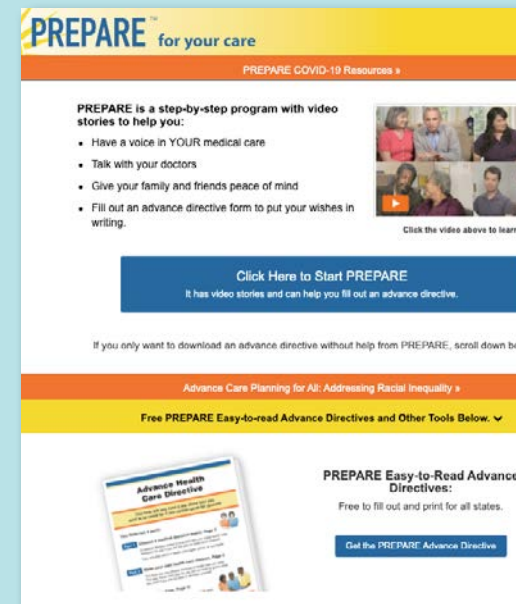 PREPARE™ for your care
PREPARE COVID-19 Resources »
PREPARE is a step-by-step program with video
stories to help you:
• Have a voice in YOUR medical care
• Talk with your doctors
• Give your family and friends peace of mind
• Fill out an advance directive form to put your wishes in
writing.
Click the video above to learn
Click Here to Start PREPARE
It has video stories and can help you fill out an advance directive.
If you only want to download an advance directive without help from PREPARE, scroll down be
Advance Care Planning for All: Addressing Racial Inequality »
Free PREPARE Easy-to-read Advance Directives and Other Tools Below.
Advance Health
Care Directive
PREPARE Easy-to-Read Advance
Directives:
Free to fill out and print for all states.
Get the PREPARE Advance Directive